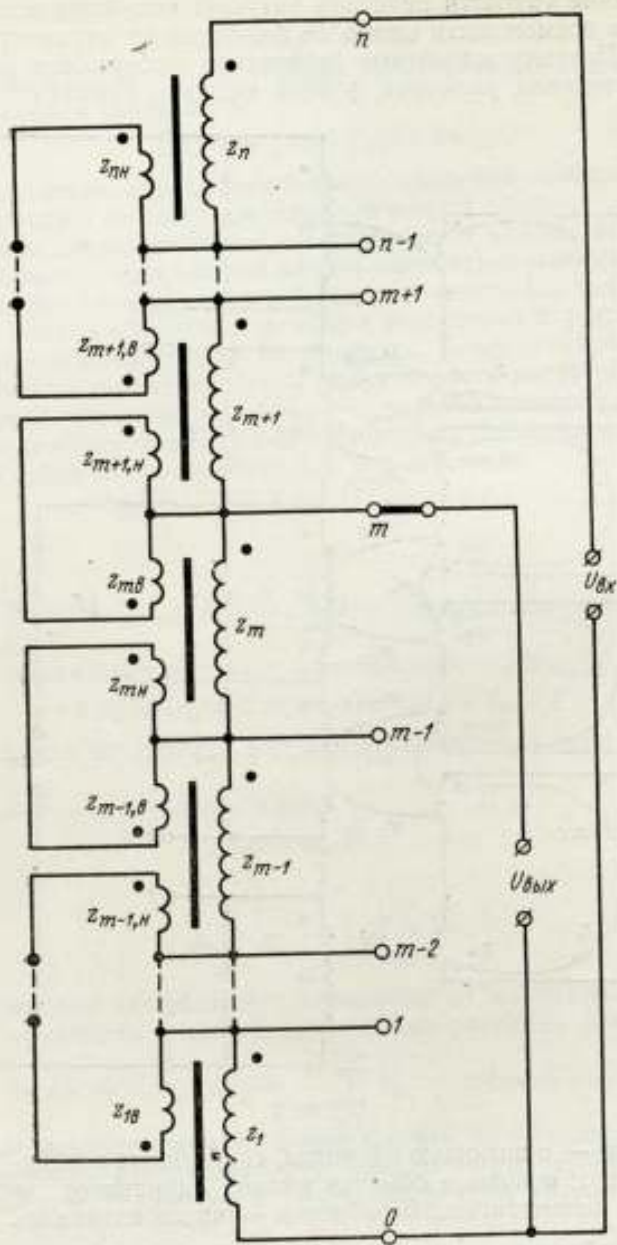 n
z_n
z_nн
n-1
m+1
z_m+1,в
z_m+1
z_m+1,н
m
U_вх
z_mв
z_m
z_mн
m-1
z_m-1,в
z_m-1
U_вых
z_m-1,н
m-2
1
z_1в
z_1
0